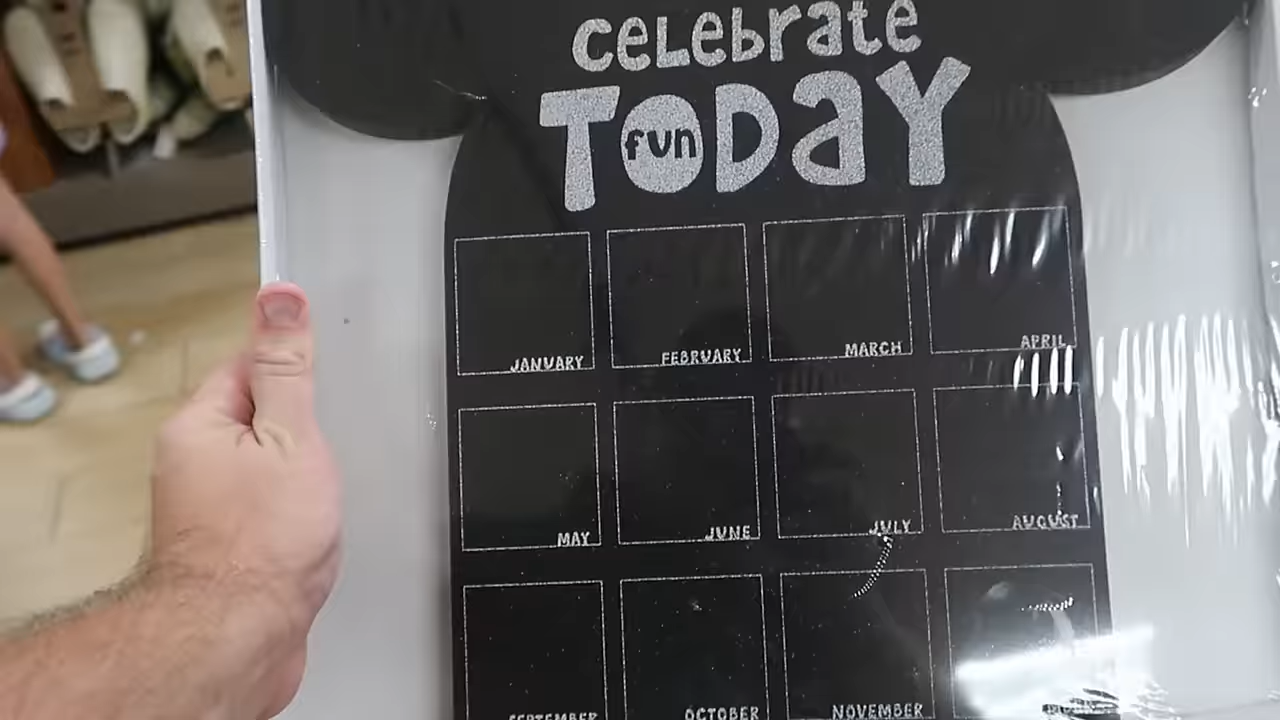 ceLebrate
TODaY
fun
JANUARY FEBRUARY MARCH APRIL
MAY JUNE JULY AUGUST
SEPTEMBER OCTOBER NOVEMBER